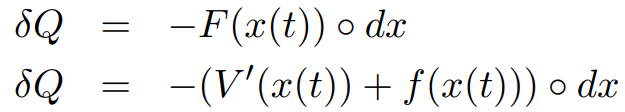 δQ = −F(x(t)) ∘ dx
δQ = −(V′(x(t)) + f(x(t))) ∘ dx